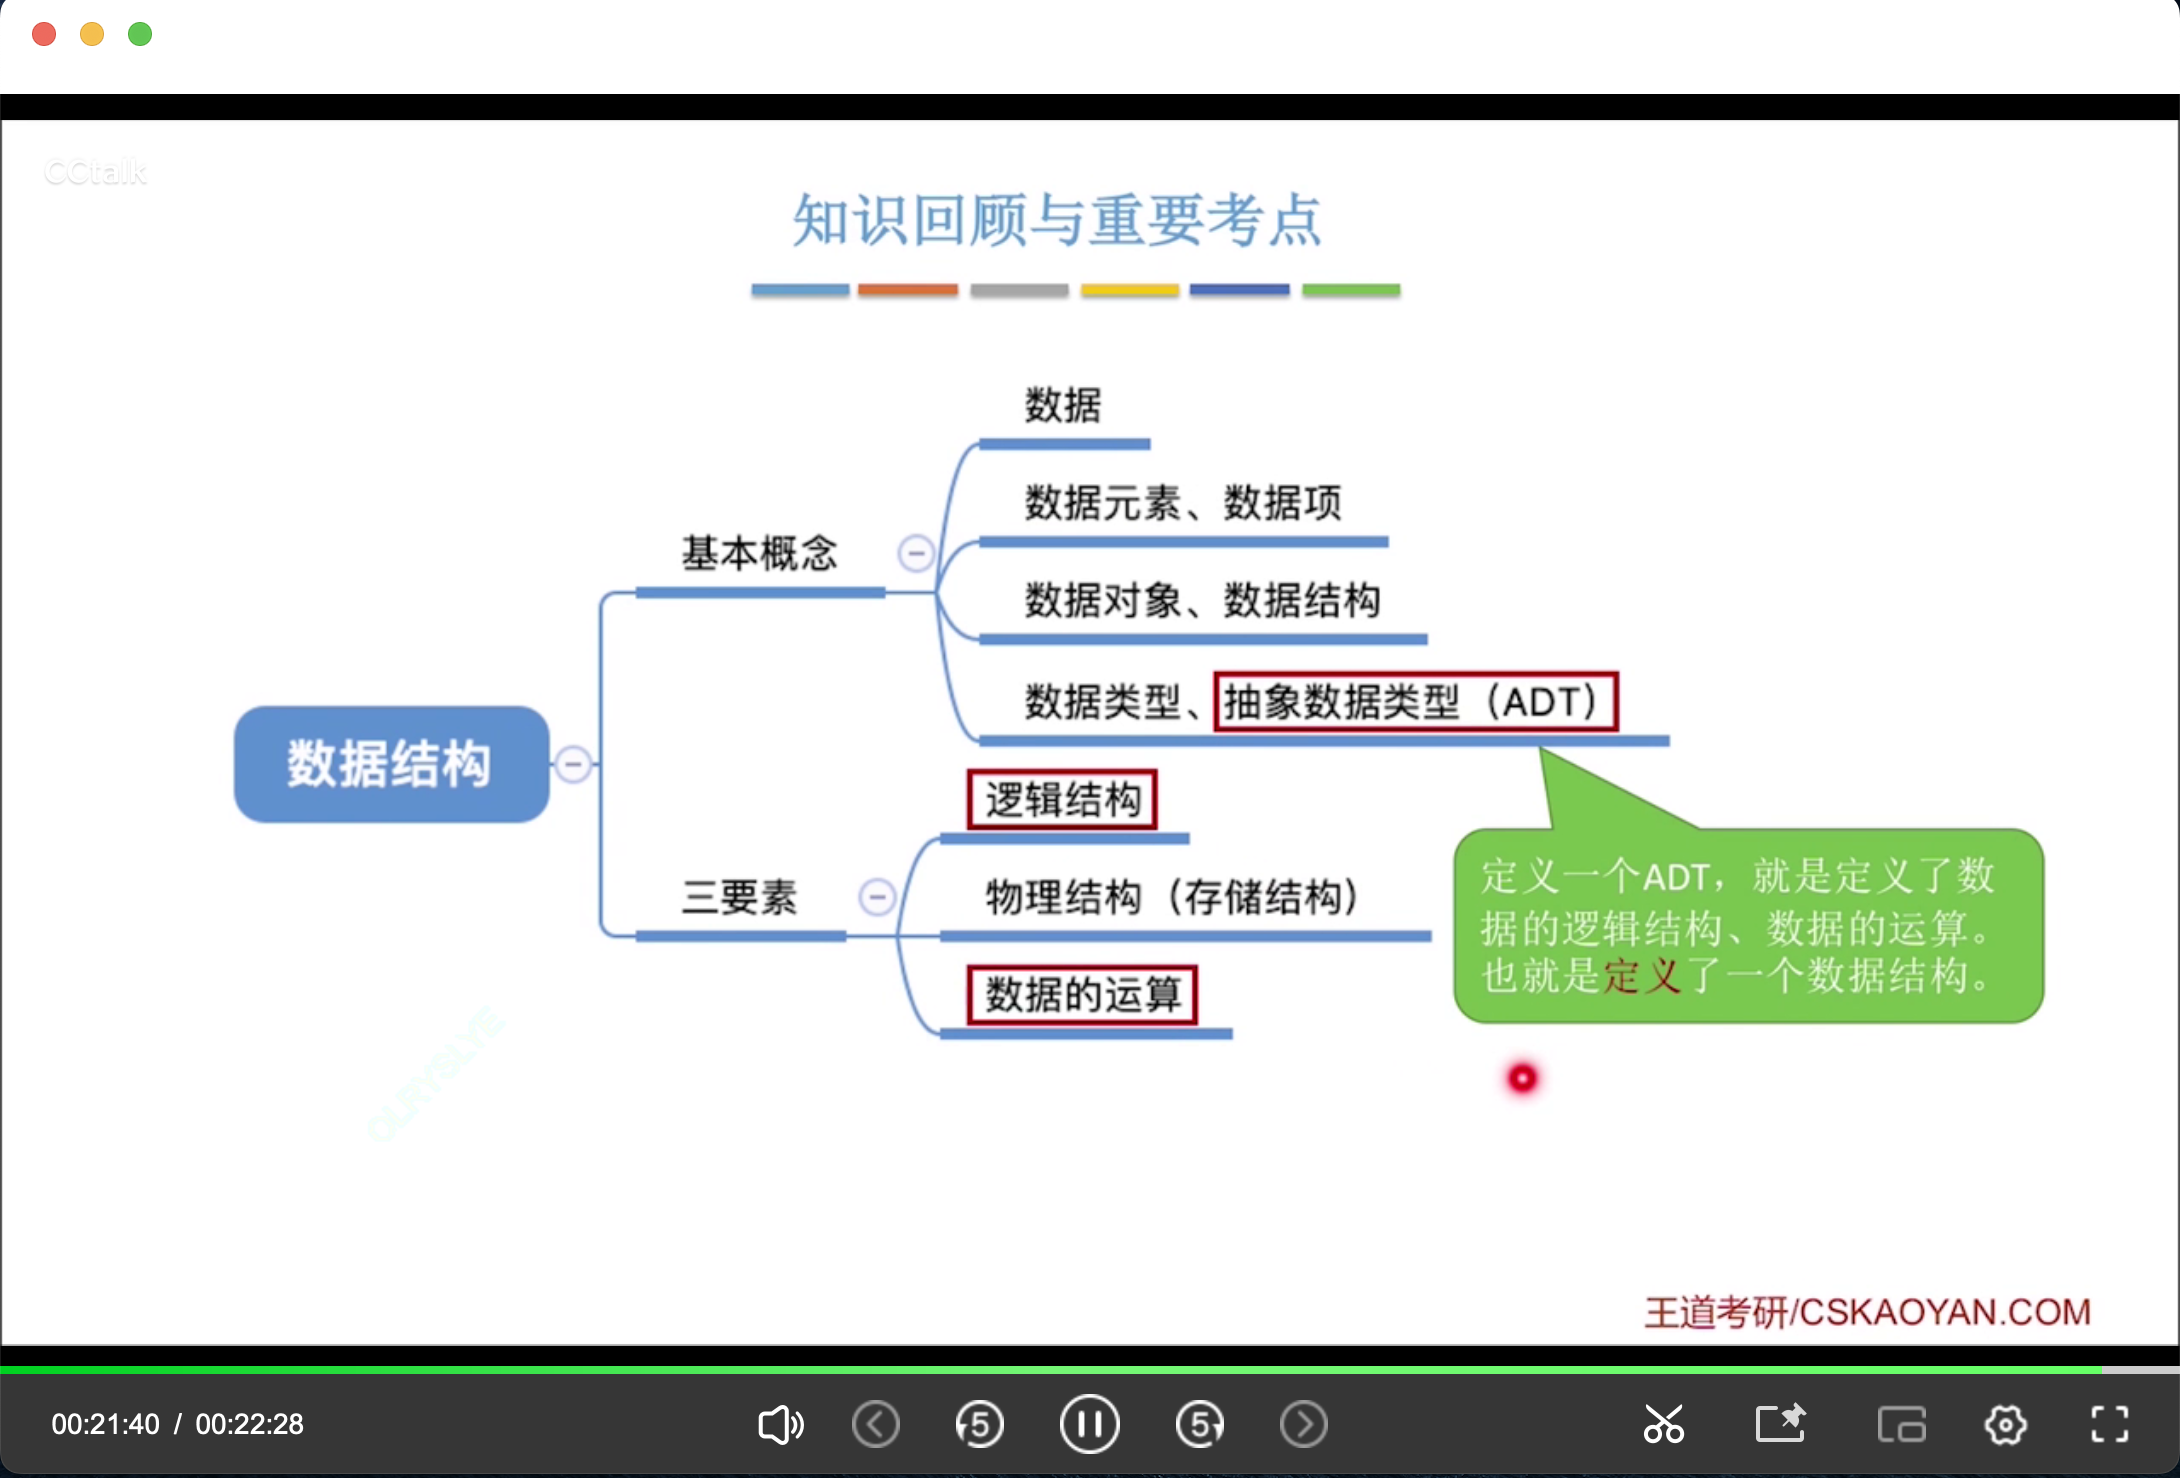 CCtalk
知识回顾与重要考点
数据
数据元素、数据项
基本概念
数据对象、数据结构
数据类型、抽象数据类型（ADT）
数据结构
逻辑结构
三要素
物理结构（存储结构）
数据的运算
定义一个ADT，就是定义了数
据的逻辑结构、数据的运算。
也就是定义了一个数据结构。
OLRYSLYE
王道考研/CSKAOYAN.COM
00:21:40 / 00:22:28
5
5